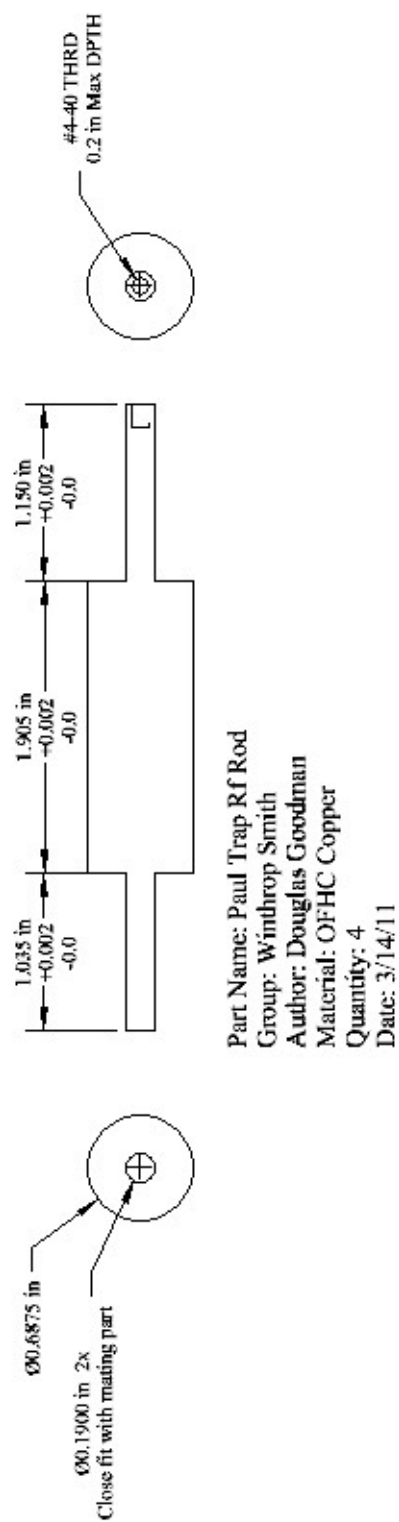 Ø0.6875 in
Ø0.1900 in 2x
Close fit with mating part
1.035 in
+0.002
-0.0
1.905 in
+0.002
-0.0
1.150 in
+0.002
-0.0
#4-40 THRD
0.2 in Max DPTH
Part Name: Paul Trap Rf Rod
Group: Winthrop Smith
Author: Douglas Goodman
Material: OFHC Copper
Quantity: 4
Date: 3/14/11